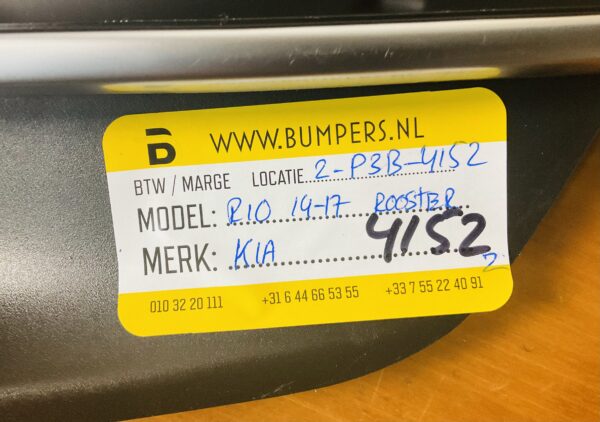 B WWW.BUMPERS.NL
BTW / MARGE LOCATIE 2-P3B-4152
MODEL: RIO 14-17 ROOSTER
MERK: KIA 4152
2
010 32 20 111 +31 6 44 66 53 55 +33 7 55 22 40 91